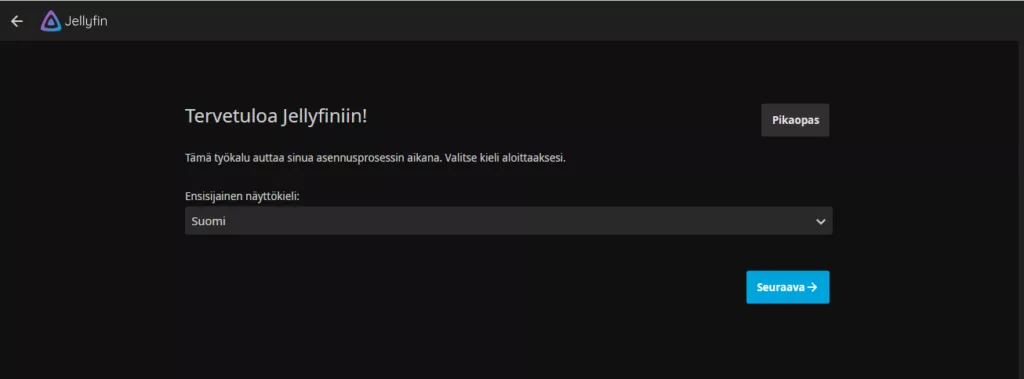 Jellyfin
Tervetuloa Jellyfiniin!
Pikaopas
Tämä työkalu auttaa sinua asennusprosessin aikana. Valitse kieli aloittaaksesi.
Ensisijainen näyttökieli:
Suomi
Seuraava